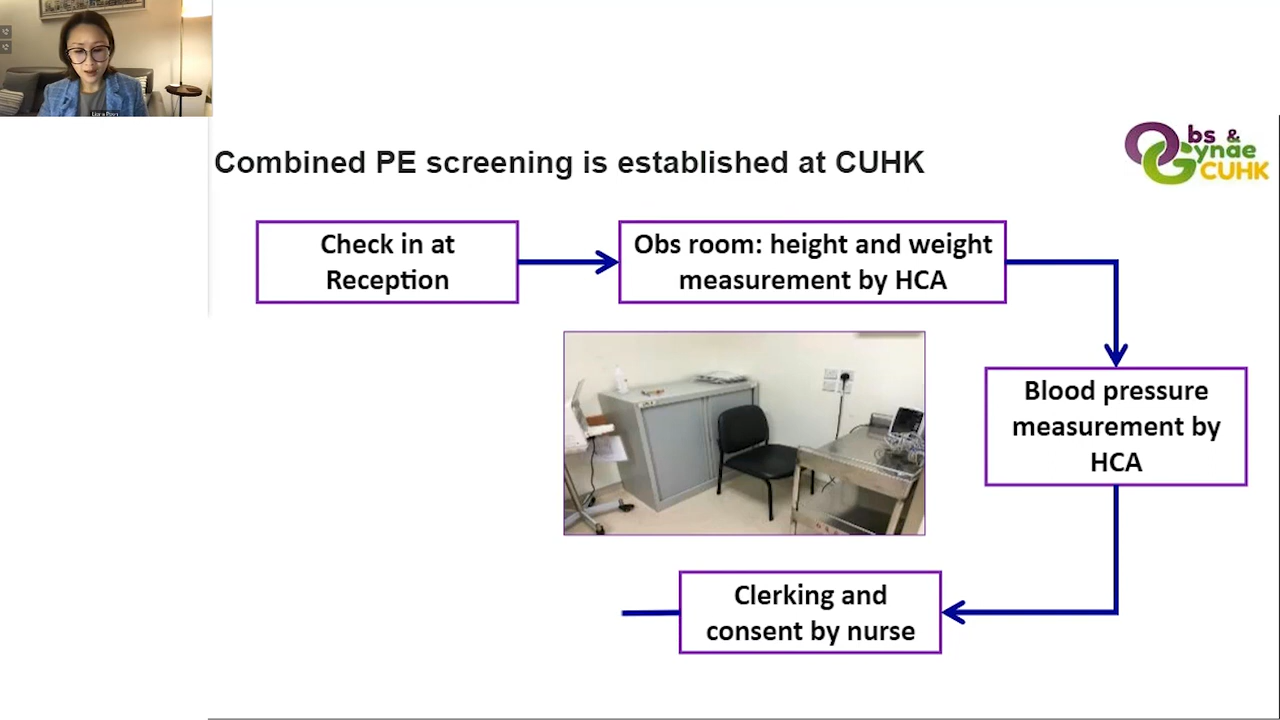 Combined PE screening is established at CUHK
bs &
ynae
CUHK
Check in at
Reception
Obs room: height and weight
measurement by HCA
Blood pressure
measurement by
HCA
Clerking and
consent by nurse